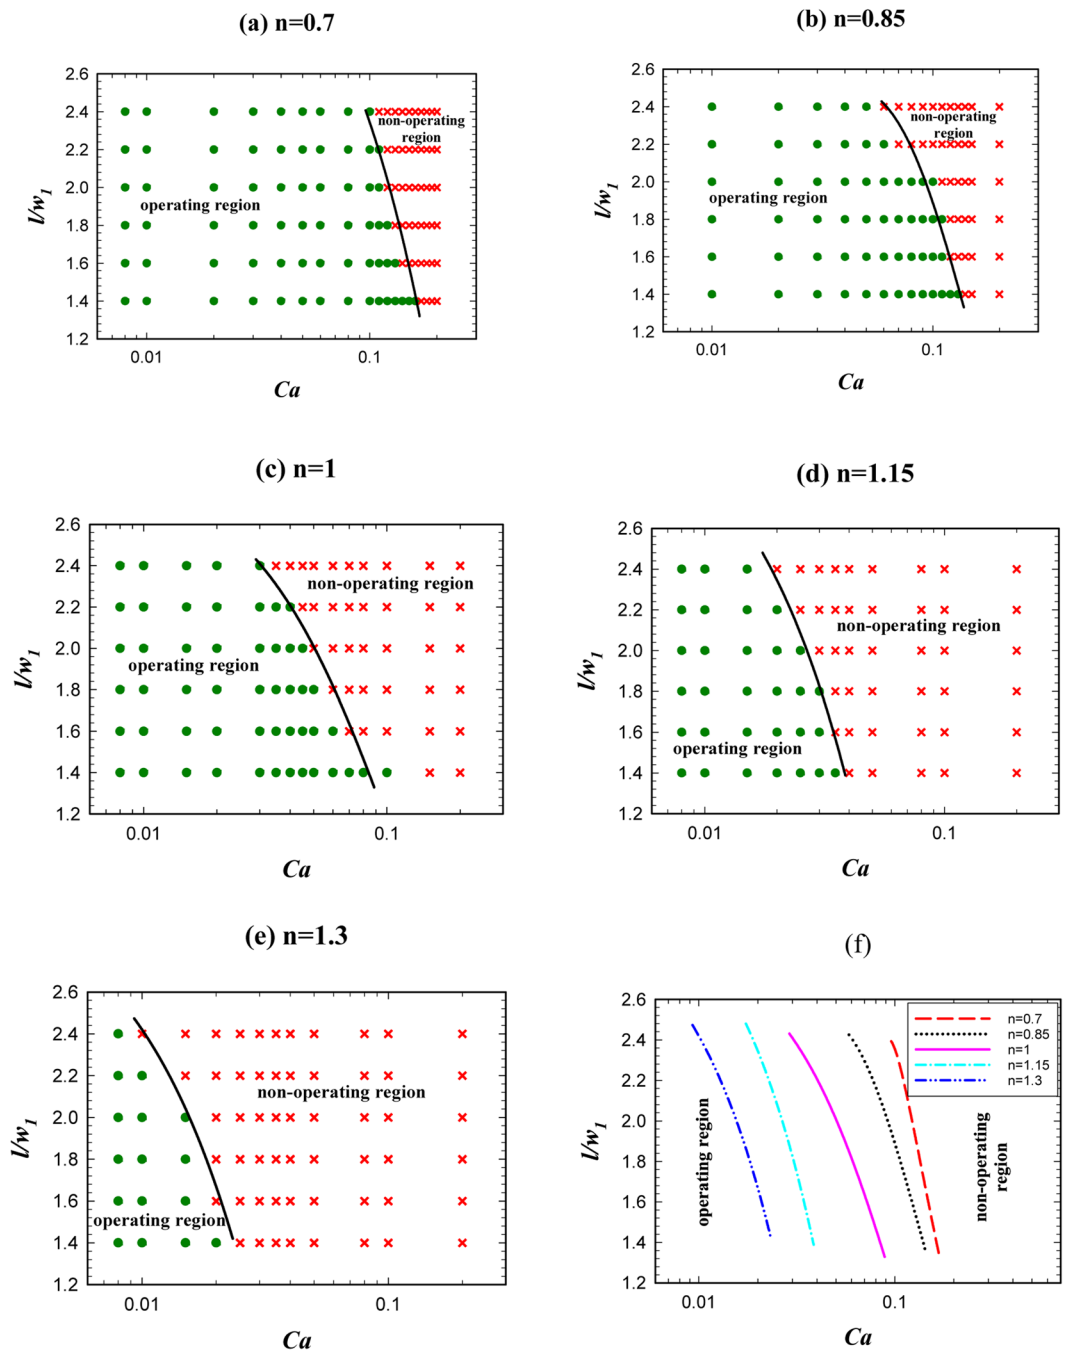 (a) n=0.7
2.6
2.4
2.2
2.0
1.8
1.6
1.4
1.2
l/w1
non-operating
region
operating region
0.01
0.1
Ca
(b) n=0.85
2.6
2.4
2.2
2.0
1.8
1.6
1.4
1.2
l/w1
non-operating
region
operating region
0.01
0.1
Ca
(c) n=1
2.6
2.4
2.2
2.0
1.8
1.6
1.4
1.2
l/w1
non-operating region
operating region
0.01
0.1
Ca
(d) n=1.15
2.6
2.4
2.2
2.0
1.8
1.6
1.4
1.2
l/w1
non-operating region
operating region
0.01
0.1
Ca
(e) n=1.3
2.6
2.4
2.2
2.0
1.8
1.6
1.4
1.2
l/w1
non-operating region
operating region
0.01
0.1
Ca
(f)
2.6
2.4
2.2
2.0
1.8
1.6
1.4
1.2
l/w1
n=0.7
n=0.85
n=1
n=1.15
n=1.3
operating region
non-operating
region
0.01
0.1
Ca